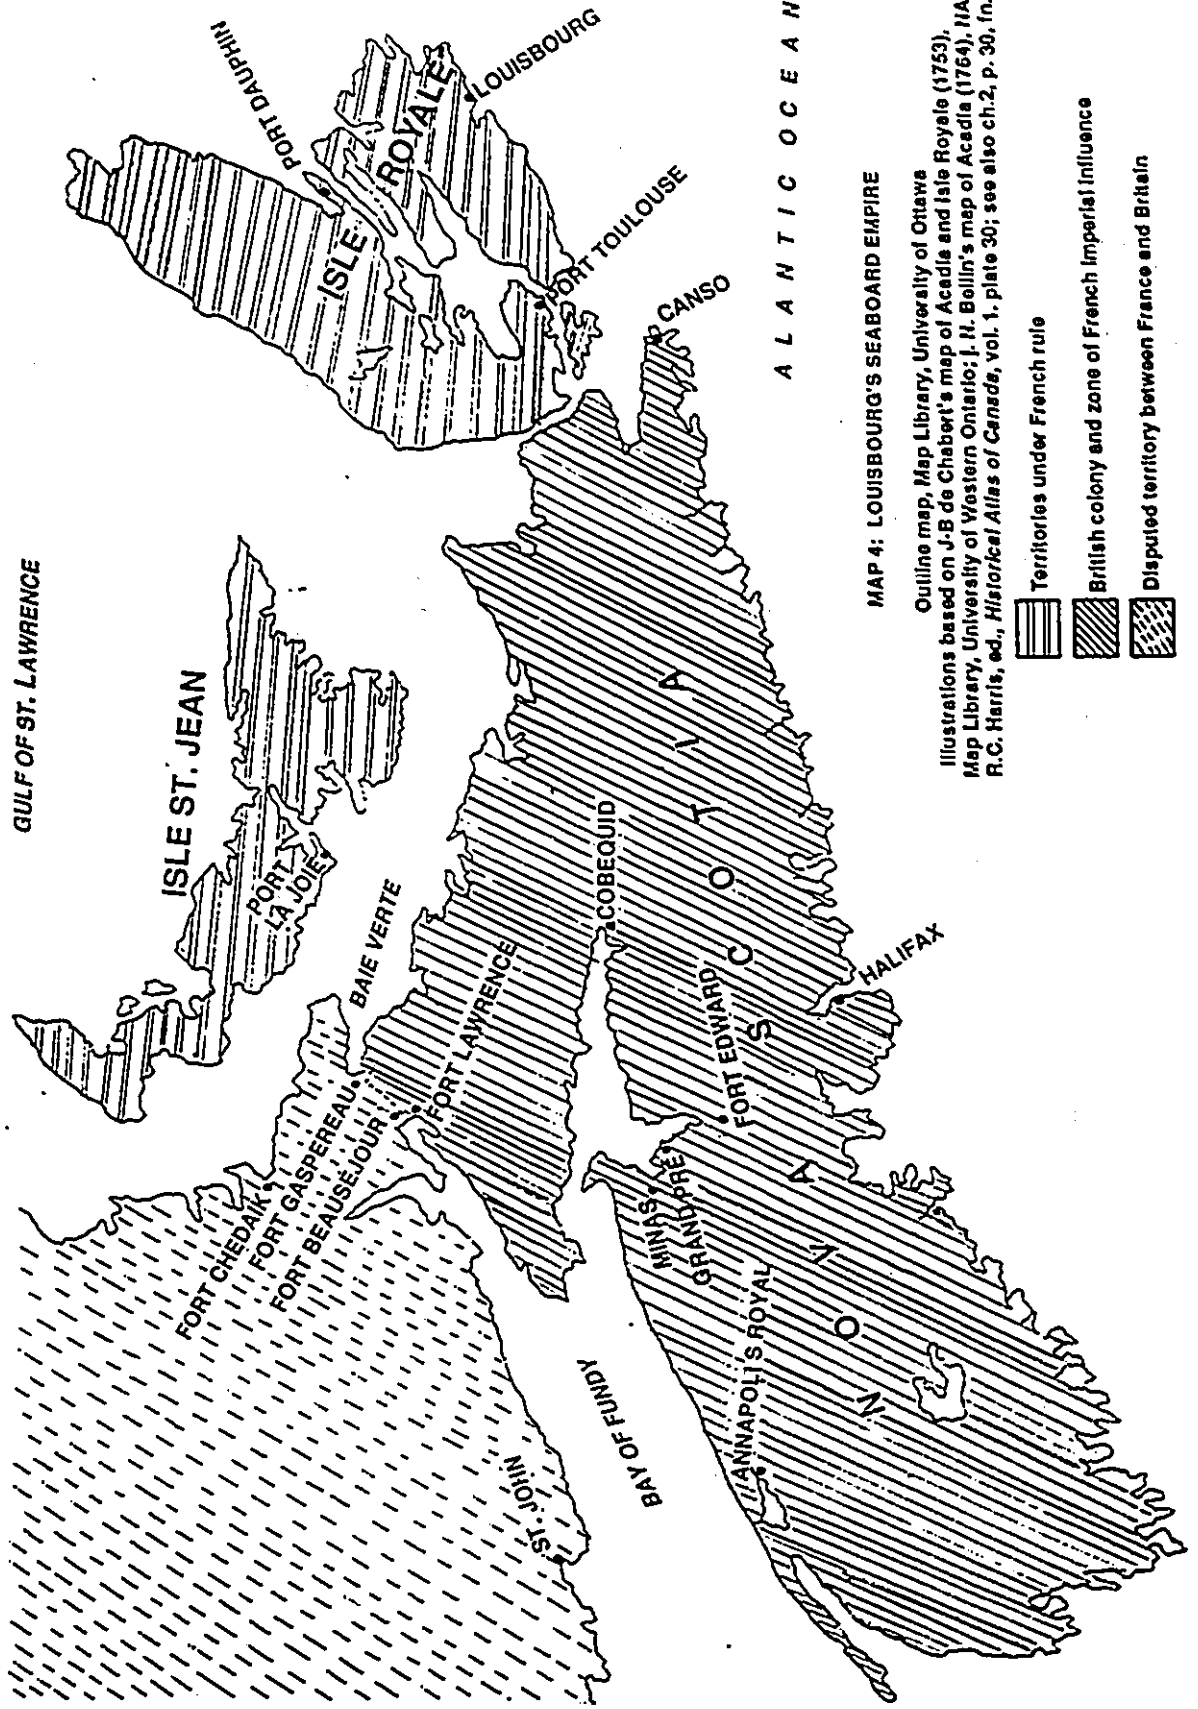 GULF OF ST. LAWRENCE
ISLE ST. JEAN
PORT
LA JOIE
BAIE VERTE
PORT DAUPHIN
ISLE ROYALE
LOUISBOURG
PORT TOULOUSE
CANSO
FORT CHEDAIK
FORT GASPEREAU
FORT BEAUSÉJOUR
FORT LAWRENCE
COBEQUID
FORT EDWARD
HALIFAX
MINAS
GRAND PRÉ
ANNAPOLIS ROYAL
ST. JOHN
BAY OF FUNDY
NOVA SCOTIA
ALANTIC OCEAN
MAP 4: LOUISBOURG'S SEABOARD EMPIRE
Outline map, Map Library, University of Ottawa
Illustrations based on J-B de Chabert's map of Acadia and Isle Royale (1753),
Map Library, University of Western Ontario; J. N. Bellin's map of Acadia (1764), NA
R.C. Harris, ed., Historical Atlas of Canada, vol. 1, plate 30; see also ch.2, p. 30, fn.
Territories under French rule
British colony and zone of French Imperial Influence
Disputed territory between France and Britain